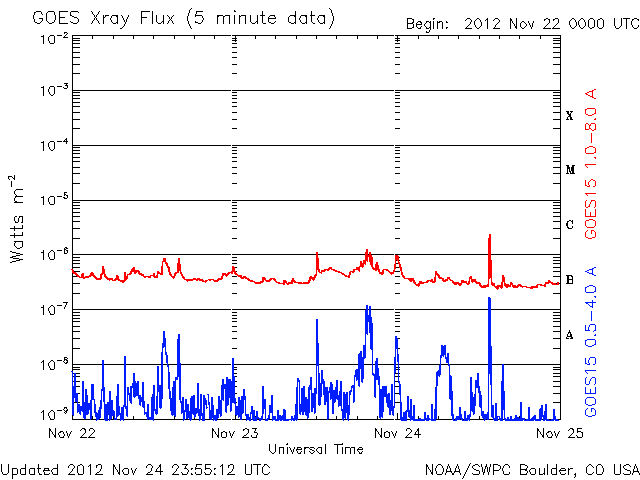 GOES Xray Flux (5 minute data)
Begin: 2012 Nov 22 0000 UTC
10⁻²
10⁻³
10⁻⁴
10⁻⁵
10⁻⁶
10⁻⁷
10⁻⁸
10⁻⁹
Watts m⁻²
X
M
C
B
A
GOES15 1.0−8.0 A
GOES15 0.5−4.0 A
Nov 22
Nov 23
Nov 24
Nov 25
Universal Time
Updated 2012 Nov 24 23:55:12 UTC
NOAA/SWPC Boulder, CO USA